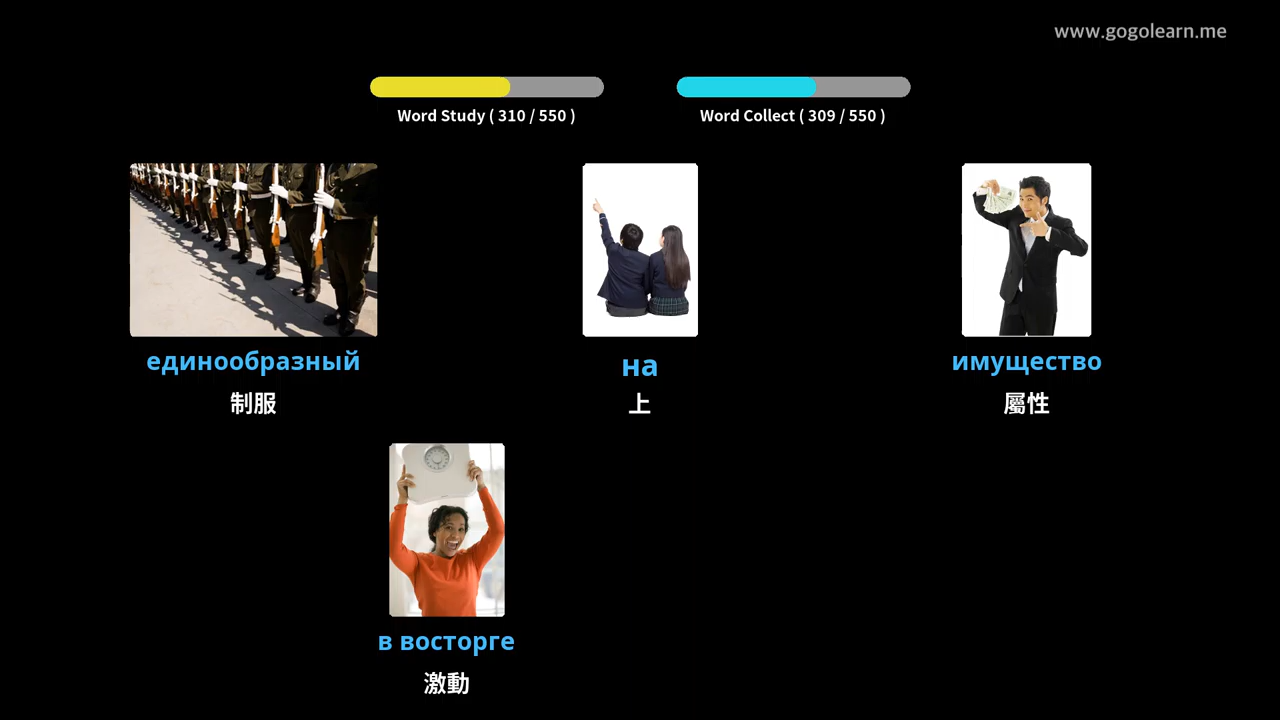 www.gogolearn.me
Word Study ( 310 / 550 )
Word Collect ( 309 / 550 )
единообразный
на
имущество
制服
上
屬性
в восторге
激動